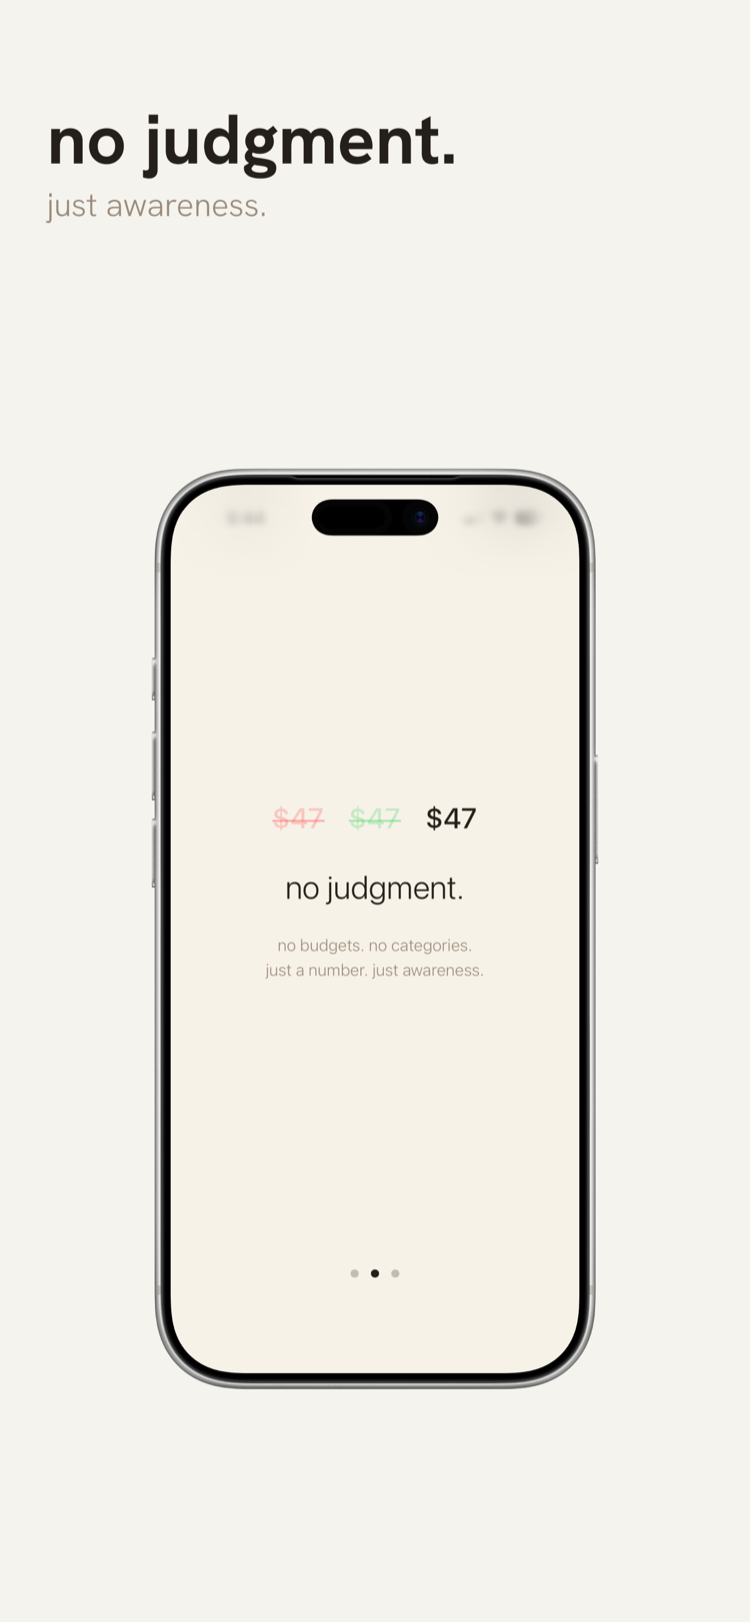 no judgment.
just awareness.
$47 $47 $47
no judgment.
no budgets. no categories.
just a number. just awareness.